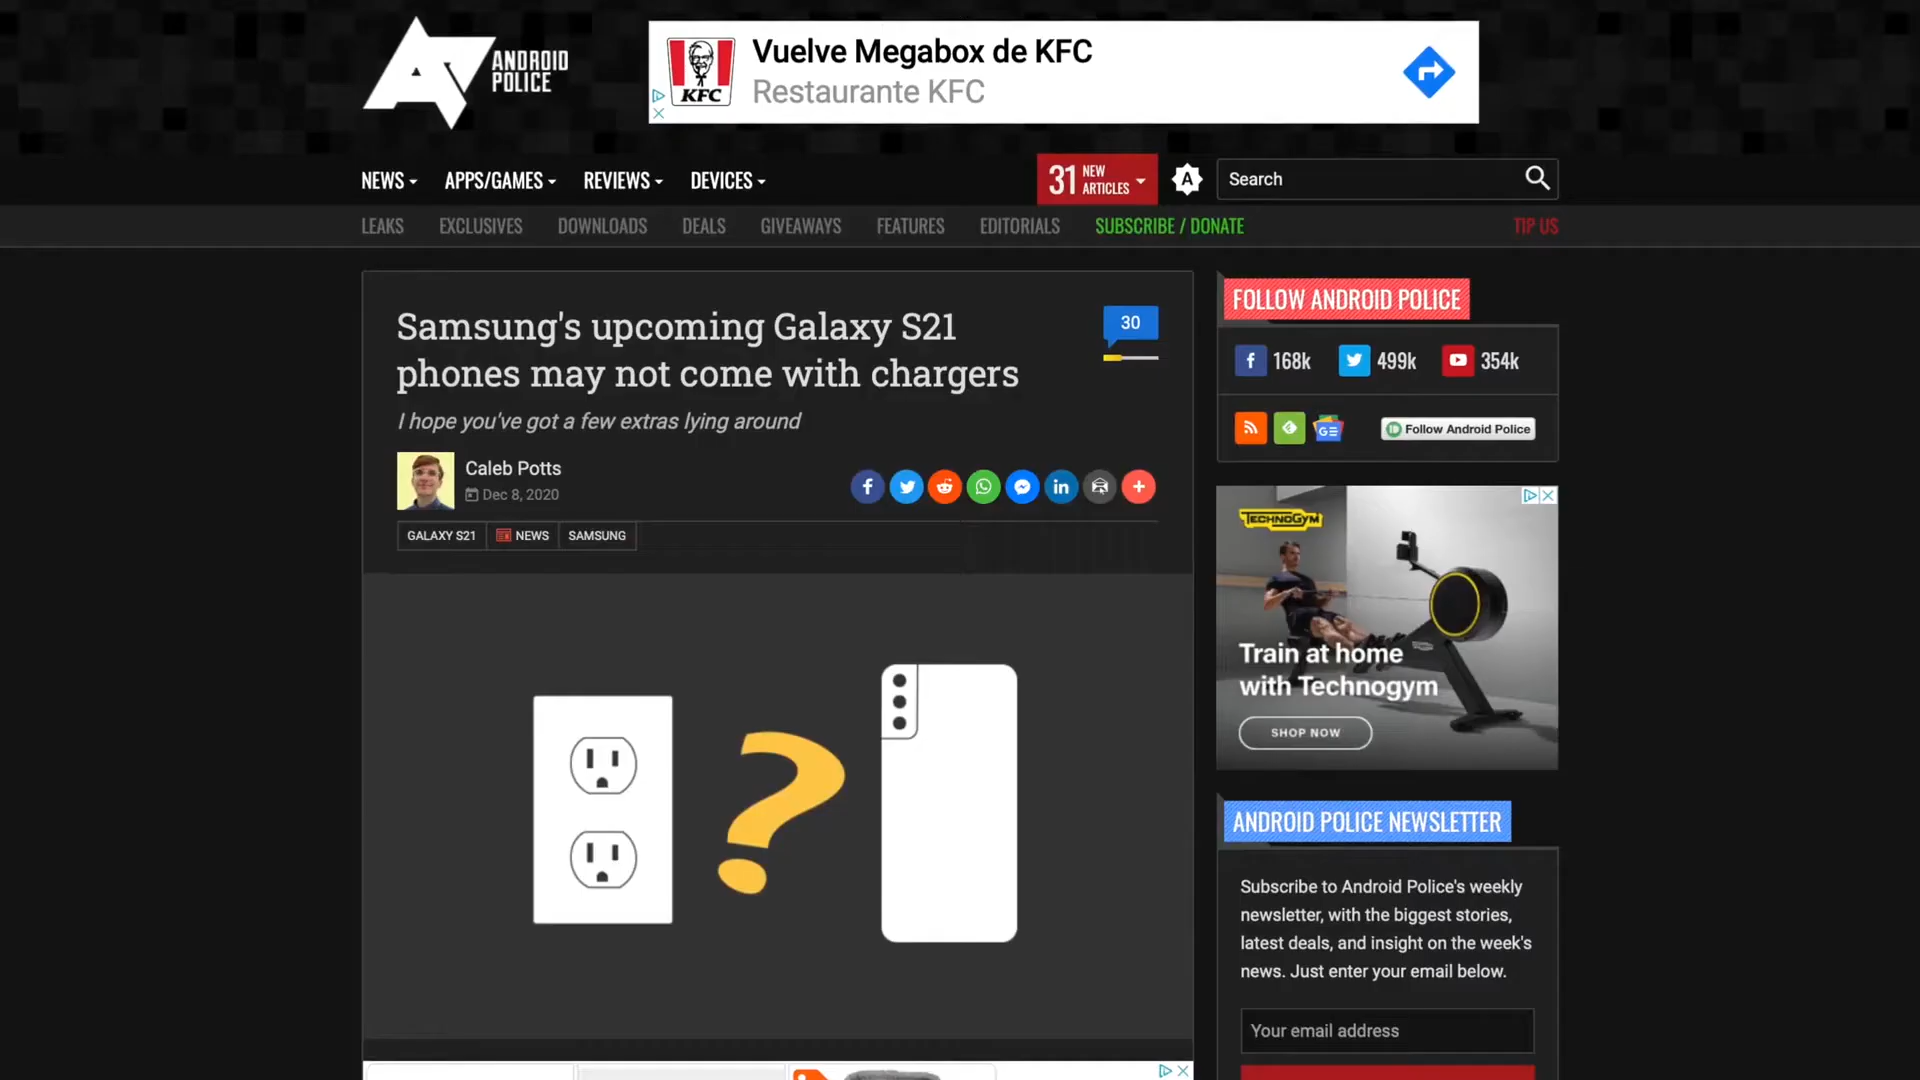 ANDROID
POLICE
Vuelve Megabox de KFC
Restaurante KFC
KFC
NEWS
APPS/GAMES
REVIEWS
DEVICES
31 NEW
ARTICLES
A
Search
LEAKS
EXCLUSIVES
DOWNLOADS
DEALS
GIVEAWAYS
FEATURES
EDITORIALS
SUBSCRIBE / DONATE
TIP US
Samsung's upcoming Galaxy S21
phones may not come with chargers
30
I hope you've got a few extras lying around
Caleb Potts
Dec 8, 2020
GALAXY S21
NEWS
SAMSUNG
?
FOLLOW ANDROID POLICE
168k
499k
354k
GE
Follow Android Police
TECHNOGYM
Train at home
with Technogym
SHOP NOW
ANDROID POLICE NEWSLETTER
Subscribe to Android Police's weekly
newsletter, with the biggest stories,
latest deals, and insight on the week's
news. Just enter your email below.
Your email address